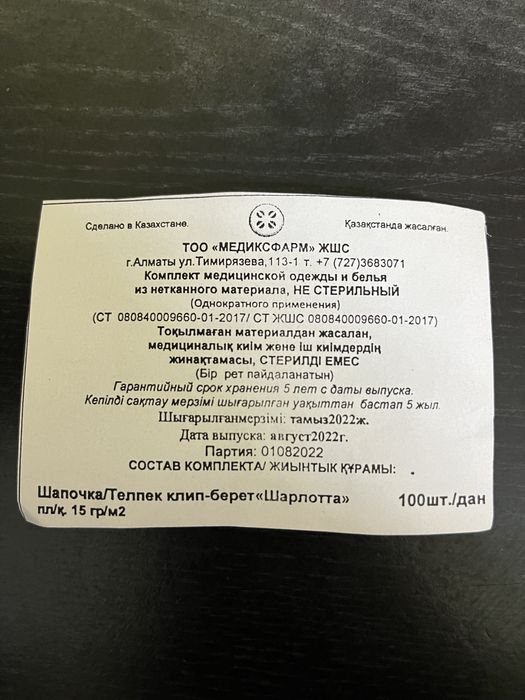 Сделано в Казахстане. Қазақстанда жасалған.
ТОО «МЕДИКСФАРМ» ЖШС
г.Алматы ул.Тимирязева,113-1 т. +7 (727)3683071
Комплект медицинской одежды и белья
из нетканного материала, НЕ СТЕРИЛЬНЫЙ
(Однократного применения)
(СТ 080840009660-01-2017/ СТ ЖШС 080840009660-01-2017)
Тоқылмаған материалдан жасалан,
медициналық киім жене іш киімдердің
жинақтамасы, СТЕРИЛДІ ЕМЕС
(Бір рет пайдаланатын)
Гарантийный срок хранения 5 лет с даты выпуска.
Кепілді сақтау мерзімі шығарылған уақыттан бастап 5 жыл.
Шығарылғанмерзімі: тамыз2022ж.
Дата выпуска: август2022г.
Партия: 01082022
СОСТАВ КОМПЛЕКТА/ ЖИЫНТЫК ҚҰРАМЫ:
Шапочка/Телпек клип-берет«Шарлотта» 100шт./дан
пл/қ. 15 гр/м2